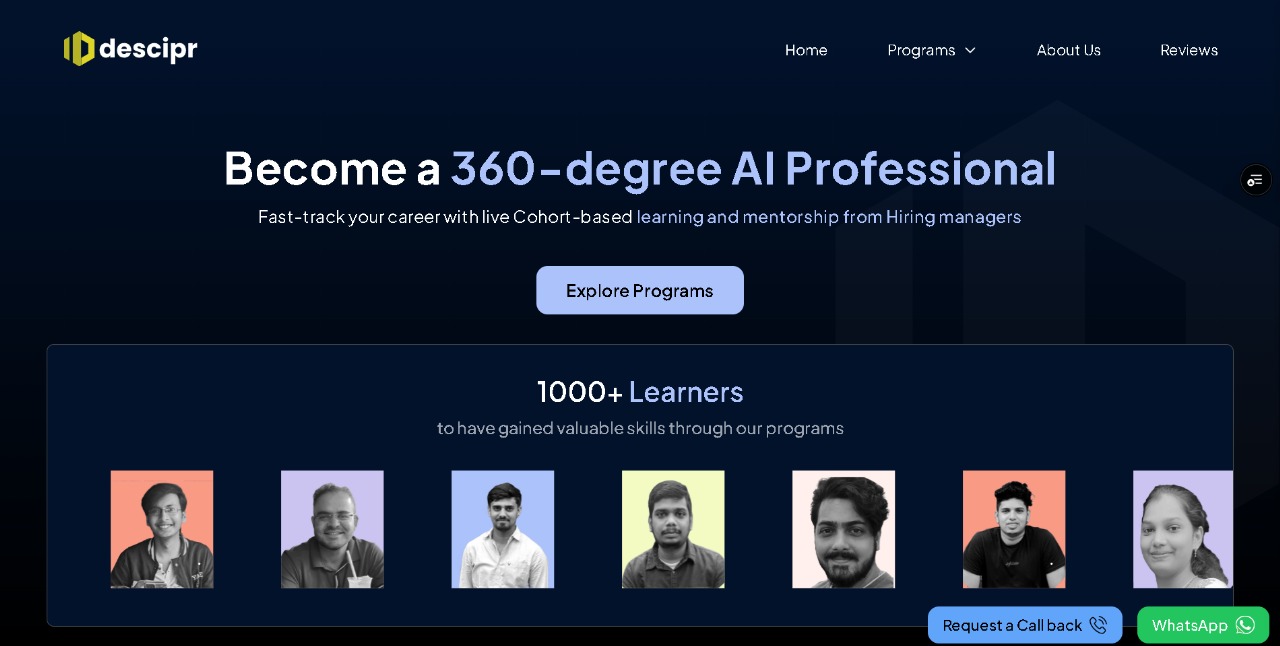 descipr
Home Programs About Us Reviews
Become a 360-degree AI Professional
Fast-track your career with live Cohort-based learning and mentorship from Hiring managers
Explore Programs
1000+ Learners
to have gained valuable skills through our programs
Request a Call back
WhatsApp